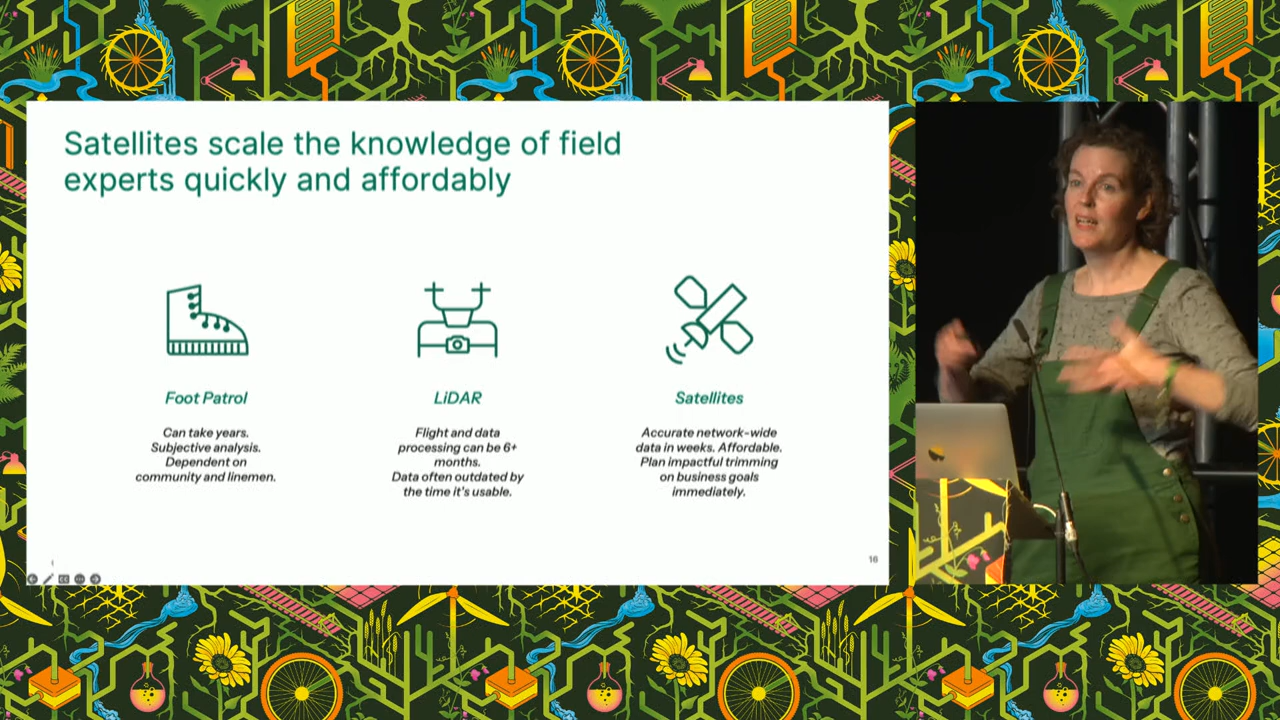 Satellites scale the knowledge of field
experts quickly and affordably
Foot Patrol
Can take years.
Subjective analysis.
Dependent on
community and linemen.
LiDAR
Flight and data
processing can be 6+
months.
Data often outdated by
the time it's usable.
Satellites
Accurate network-wide
data in weeks. Affordable.
Plan impactful trimming
on business goals
immediately.
16